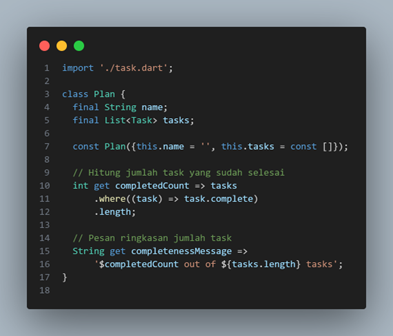 1 import './task.dart';
2
3 class Plan {
4   final String name;
5   final List<Task> tasks;
6
7   const Plan({this.name = '', this.tasks = const []});
8
9   // Hitung jumlah task yang sudah selesai
10   int get completedCount => tasks
11       .where((task) => task.complete)
12       .length;
13
14   // Pesan ringkasan jumlah task
15   String get completenessMessage =>
16       '$completedCount out of ${tasks.length} tasks';
17 }
18